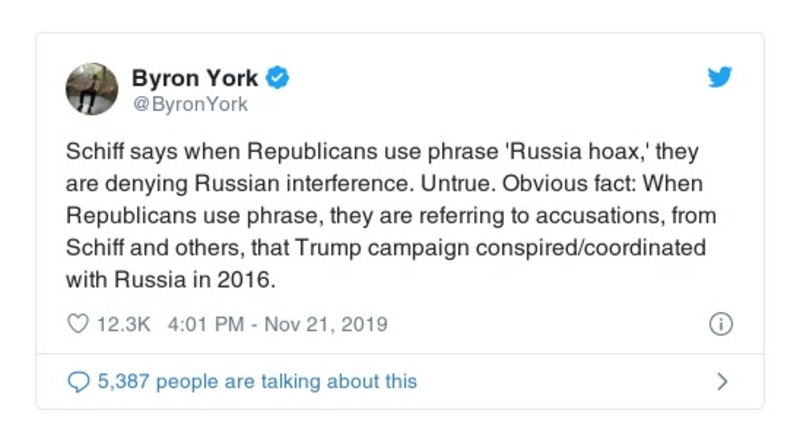 Byron York
@ByronYork
Schiff says when Republicans use phrase 'Russia hoax,' they
are denying Russian interference. Untrue. Obvious fact: When
Republicans use phrase, they are referring to accusations, from
Schiff and others, that Trump campaign conspired/coordinated
with Russia in 2016.
12.3K 4:01 PM - Nov 21, 2019
5,387 people are talking about this